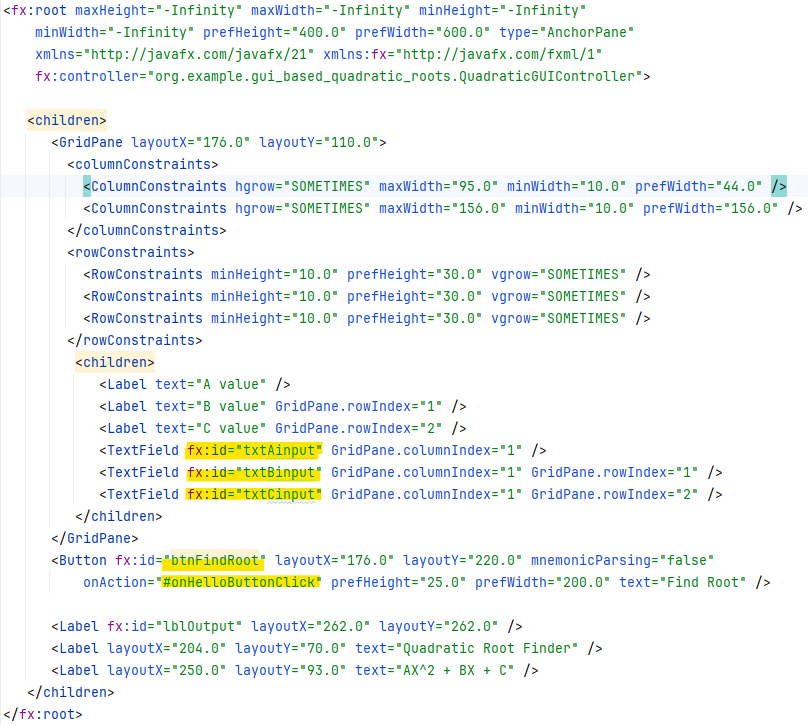 <fx:root maxHeight="-Infinity" maxWidth="-Infinity" minHeight="-Infinity"
minWidth="-Infinity" prefHeight="400.0" prefWidth="600.0" type="AnchorPane"
xmlns="http://javafx.com/javafx/21" xmlns:fx="http://javafx.com/fxml/1"
fx:controller="org.example.gui_based_quadratic_roots.QuadraticGUIController">
<children>
<GridPane layoutX="176.0" layoutY="110.0">
<columnConstraints>
<ColumnConstraints hgrow="SOMETIMES" maxWidth="95.0" minWidth="10.0" prefWidth="44.0" />
<ColumnConstraints hgrow="SOMETIMES" maxWidth="156.0" minWidth="10.0" prefWidth="156.0" />
</columnConstraints>
<rowConstraints>
<RowConstraints minHeight="10.0" prefHeight="30.0" vgrow="SOMETIMES" />
<RowConstraints minHeight="10.0" prefHeight="30.0" vgrow="SOMETIMES" />
<RowConstraints minHeight="10.0" prefHeight="30.0" vgrow="SOMETIMES" />
</rowConstraints>
<children>
<Label text="A value" />
<Label text="B value" GridPane.rowIndex="1" />
<Label text="C value" GridPane.rowIndex="2" />
<TextField fx:id="txtAinput" GridPane.columnIndex="1" />
<TextField fx:id="txtBinput" GridPane.columnIndex="1" GridPane.rowIndex="1" />
<TextField fx:id="txtCinput" GridPane.columnIndex="1" GridPane.rowIndex="2" />
</children>
</GridPane>
<Button fx:id="btnFindRoot" layoutX="176.0" layoutY="220.0" mnemonicParsing="false"
onAction="#onHelloButtonClick" prefHeight="25.0" prefWidth="200.0" text="Find Root" />
<Label fx:id="lblOutput" layoutX="262.0" layoutY="262.0" />
<Label layoutX="204.0" layoutY="70.0" text="Quadratic Root Finder" />
<Label layoutX="250.0" layoutY="93.0" text="AX^2 + BX + C" />
</children>
</fx:root>